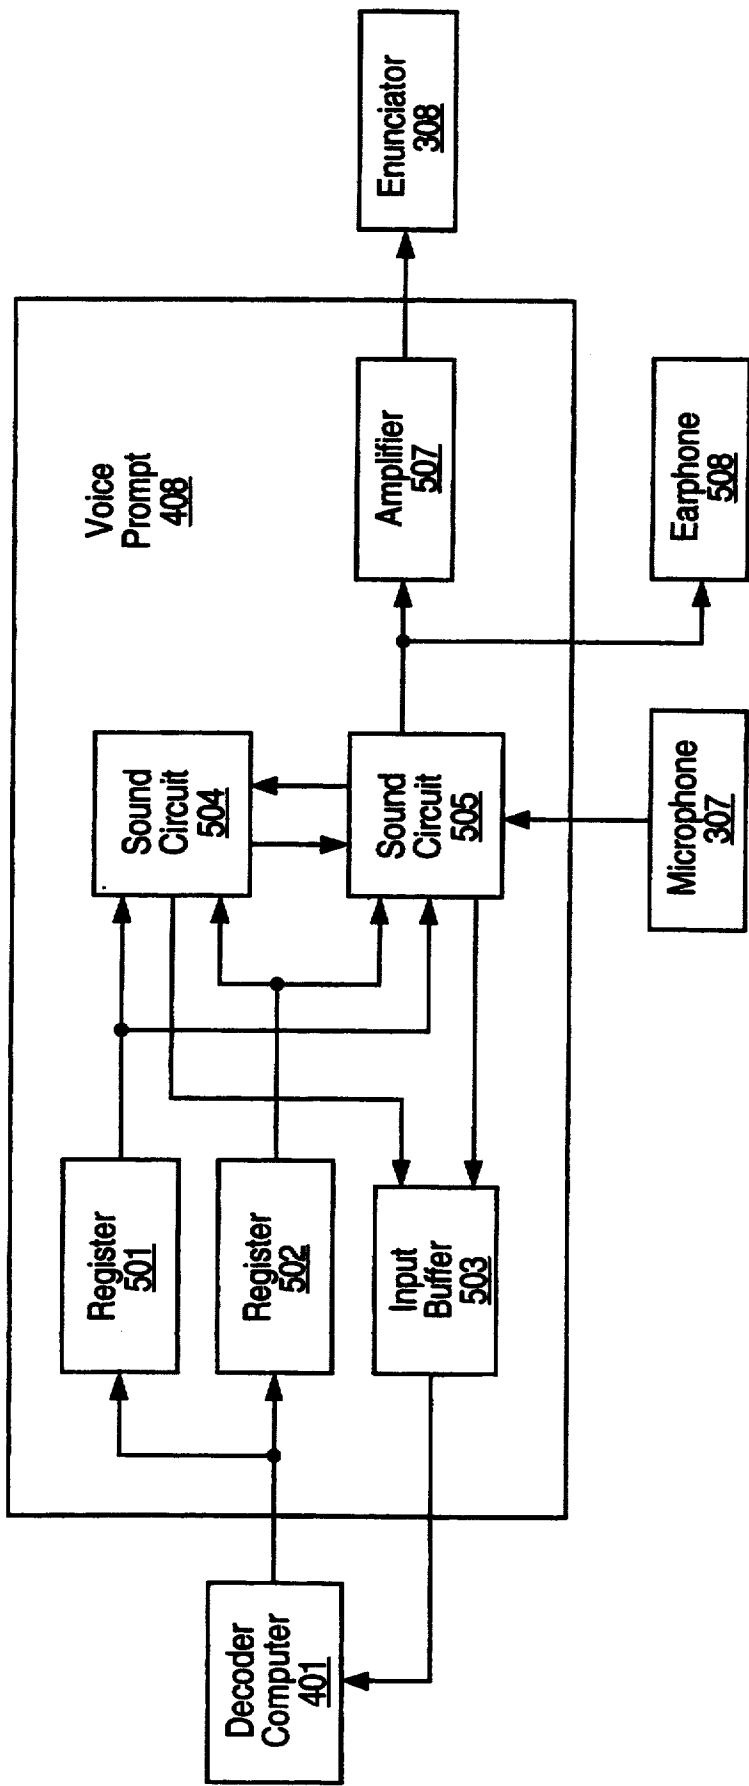 Decoder
Computer
401
Register
501
Register
502
Input
Buffer
503
Sound
Circuit
504
Sound
Circuit
505
Voice
Prompt
408
Amplifier
507
Enunciator
308
Microphone
307
Earphone
508